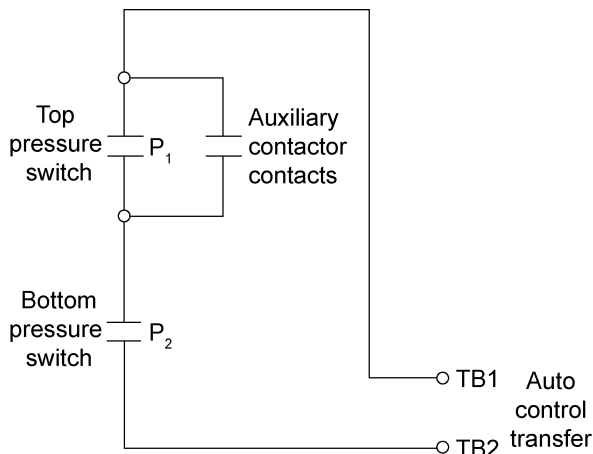 Top
pressure
switch
P1
Auxiliary
contactor
contacts
Bottom
pressure
switch
P2
TB1
TB2
Auto
control
transfer